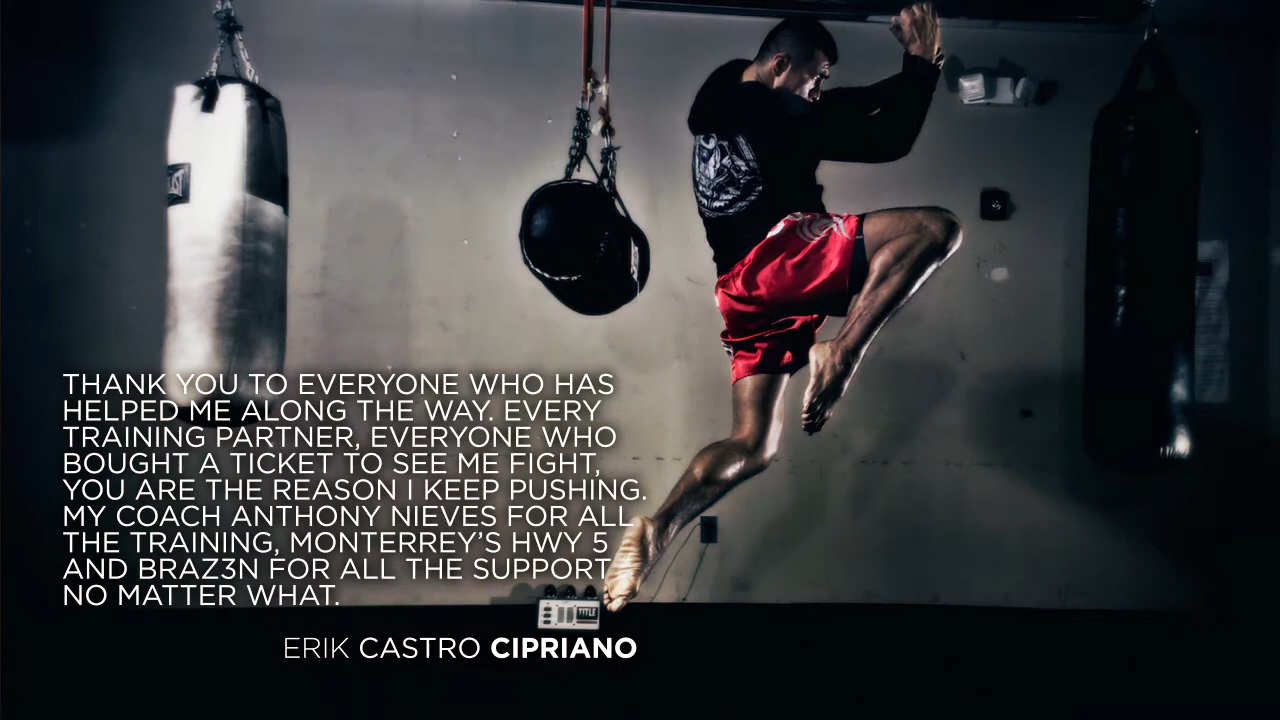 THANK YOU TO EVERYONE WHO HAS
HELPED ME ALONG THE WAY. EVERY
TRAINING PARTNER, EVERYONE WHO
BOUGHT A TICKET TO SEE ME FIGHT,
YOU ARE THE REASON I KEEP PUSHING.
MY COACH ANTHONY NIEVES FOR ALL
THE TRAINING, MONTERREY'S HWY 5
AND BRAZ3N FOR ALL THE SUPPORT
NO MATTER WHAT.
TITLE
ERIK CASTRO CIPRIANO